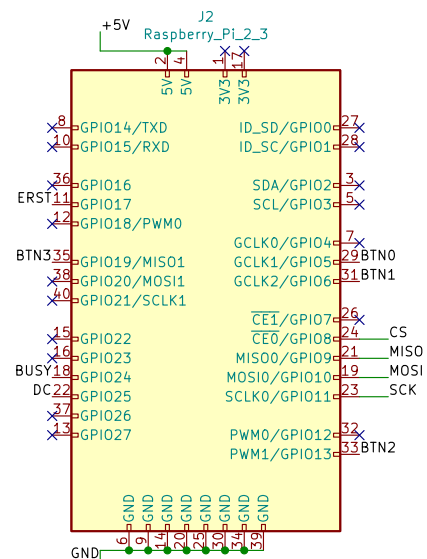 J2
Raspberry_Pi_2_3
+5V
2 4 1 17
5V 5V 3V3 3V3
8 GPIO14/TXD ID_SD/GPIO0 27
10 GPIO15/RXD ID_SC/GPIO1 28
36 GPIO16 SDA/GPIO2 3
ERST 11 GPIO17 SCL/GPIO3 5
12 GPIO18/PWM0
GCLK0/GPIO4 7
BTN3 35 GPIO19/MISO1 GCLK1/GPIO5 29 BTN0
38 GPIO20/MOSI1 GCLK2/GPIO6 31 BTN1
40 GPIO21/SCLK1
CE1/GPIO7 26
15 GPIO22 CE0/GPIO8 24 CS
16 GPIO23 MISO0/GPIO9 21 MISO
BUSY 18 GPIO24 MOSI0/GPIO10 19 MOSI
DC 22 GPIO25 SCLK0/GPIO11 23 SCK
37 GPIO26
13 GPIO27 PWM0/GPIO12 32
PWM1/GPIO13 33 BTN2
GND GND GND GND GND GND GND GND
6 9 14 20 25 30 34 39
GND